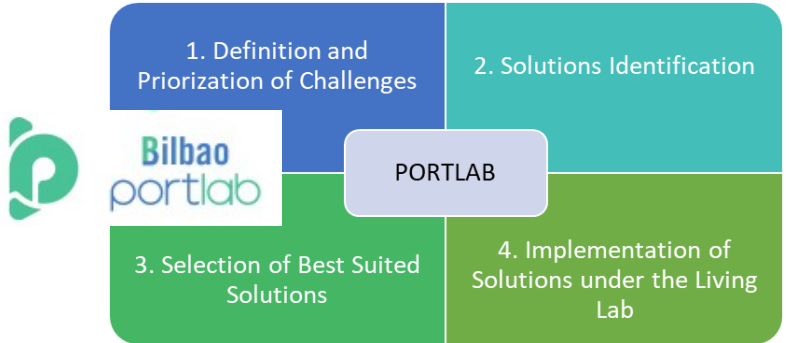 1. Definition and
Priorization of Challenges
2. Solutions Identification
Bilbao
portlab
PORTLAB
3. Selection of Best Suited
Solutions
4. Implementation of
Solutions under the Living
Lab